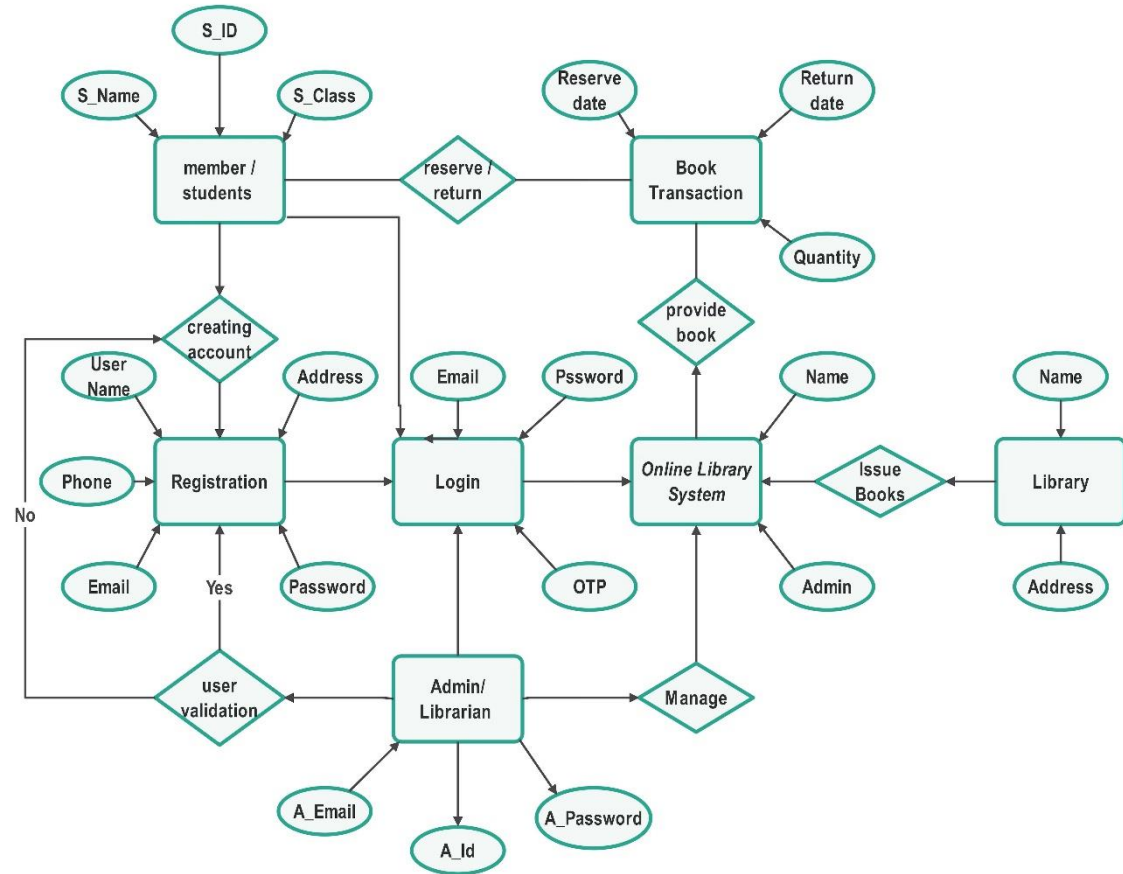 S_ID
S_Name
S_Class
Reserve
date
Return
date
member /
students
reserve /
return
Book
Transaction
Quantity
creating
account
provide
book
User
Name
Address
Email
Pssword
Name
Name
Phone
Registration
Login
Online Library
System
Issue
Books
Library
No
Email
Yes
Password
OTP
Admin
Address
user
validation
Admin/
Librarian
Manage
A_Email
A_Password
A_Id